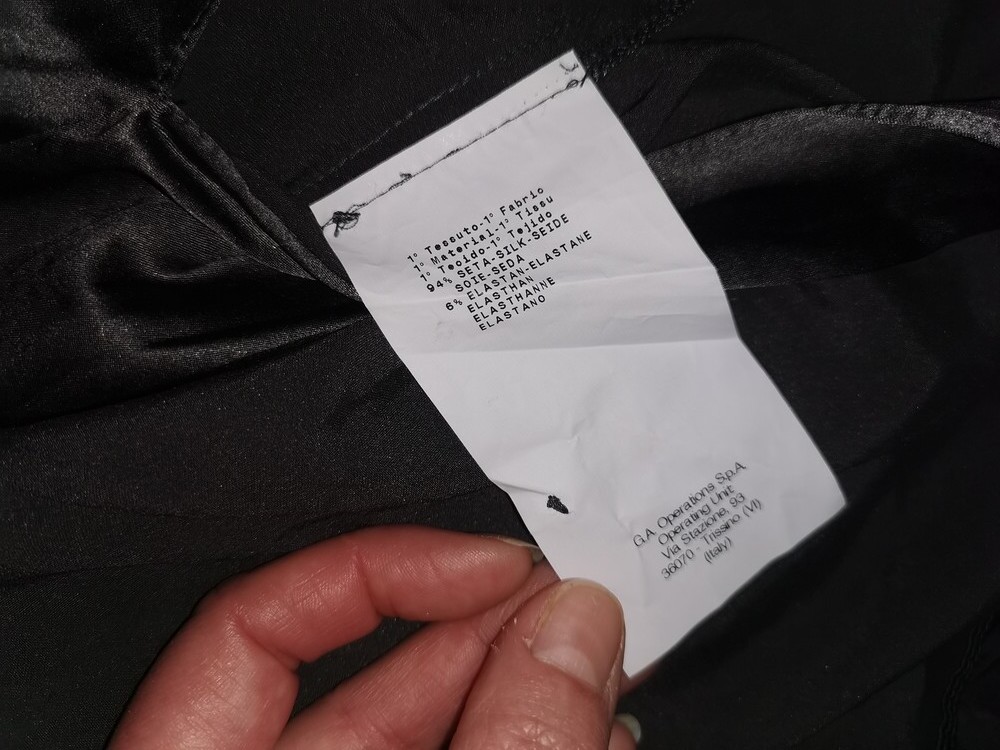 1° Tessuto-1° Fabric
1° Material-1° Tissu
1° Tecido-1° Tejido
94% SETA-SILK-SEIDE
SOIE-SEDA
6% ELASTAN-ELASTANE
ELASTHAN
ELASTHANNE
ELASTANO
G.A. Operations S.p.A
Operating Unit:
Via Stazione, 93
36070 - Trissino (VI)
(Italy)